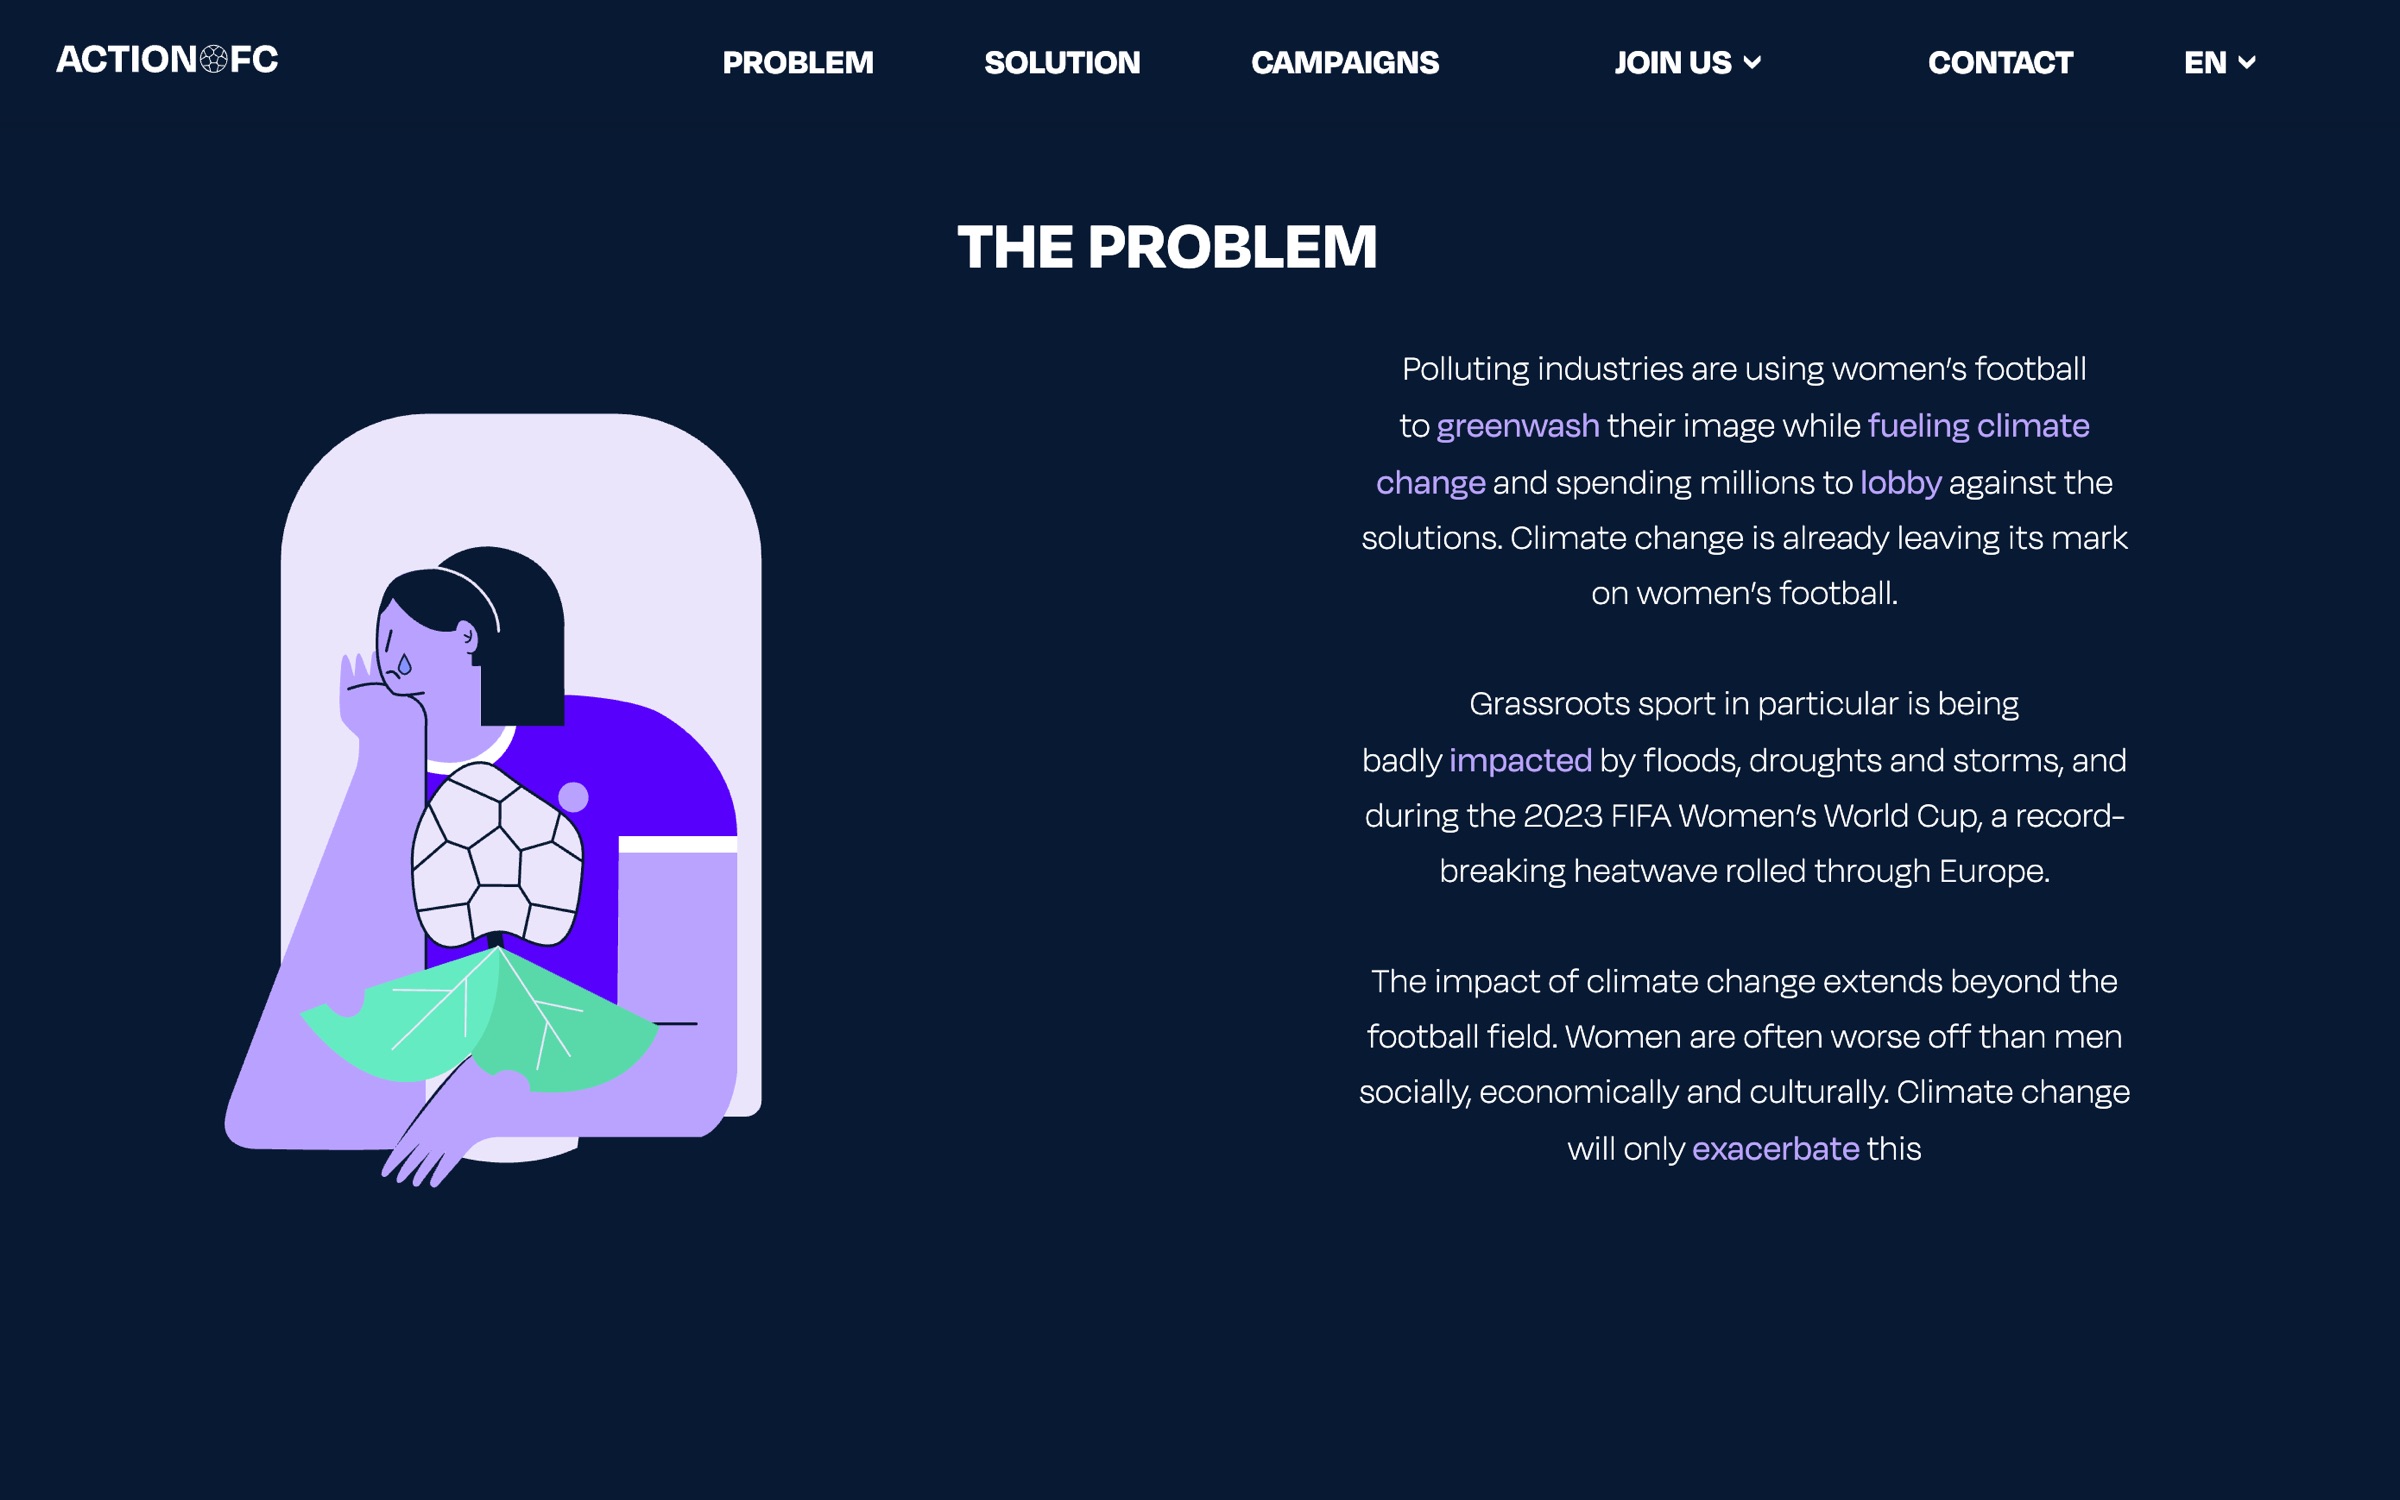 ACTION FC
PROBLEM
SOLUTION
CAMPAIGNS
JOIN US
CONTACT
EN
THE PROBLEM
Polluting industries are using women’s football
to greenwash their image while fueling climate
change and spending millions to lobby against the
solutions. Climate change is already leaving its mark
on women’s football.
Grassroots sport in particular is being
badly impacted by floods, droughts and storms, and
during the 2023 FIFA Women’s World Cup, a record-
breaking heatwave rolled through Europe.
The impact of climate change extends beyond the
football field. Women are often worse off than men
socially, economically and culturally. Climate change
will only exacerbate this